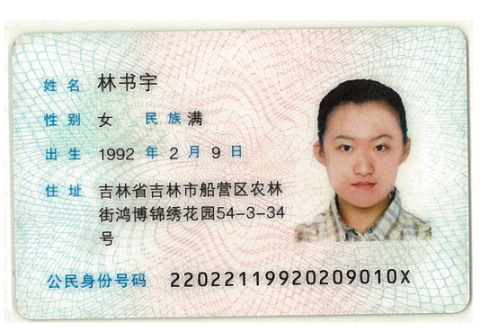 姓名 林书宇
性别 女 民族 满
出生 1992 年 2 月 9 日
住址 吉林省吉林市船营区农林
街鸿博锦绣花园54-3-34
号
公民身份号码 22022119920209010X